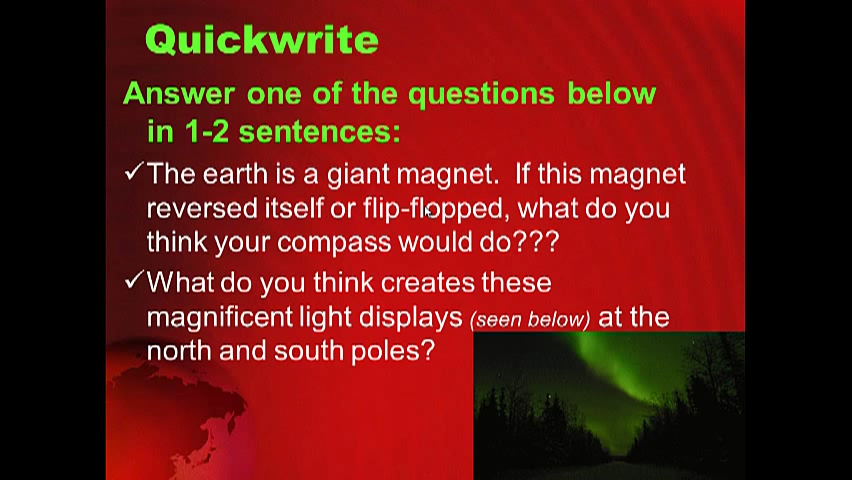 Quickwrite
Answer one of the questions below
in 1-2 sentences:
✓The earth is a giant magnet. If this magnet
reversed itself or flip-flopped, what do you
think your compass would do???
✓What do you think creates these
magnificent light displays (seen below) at the
north and south poles?